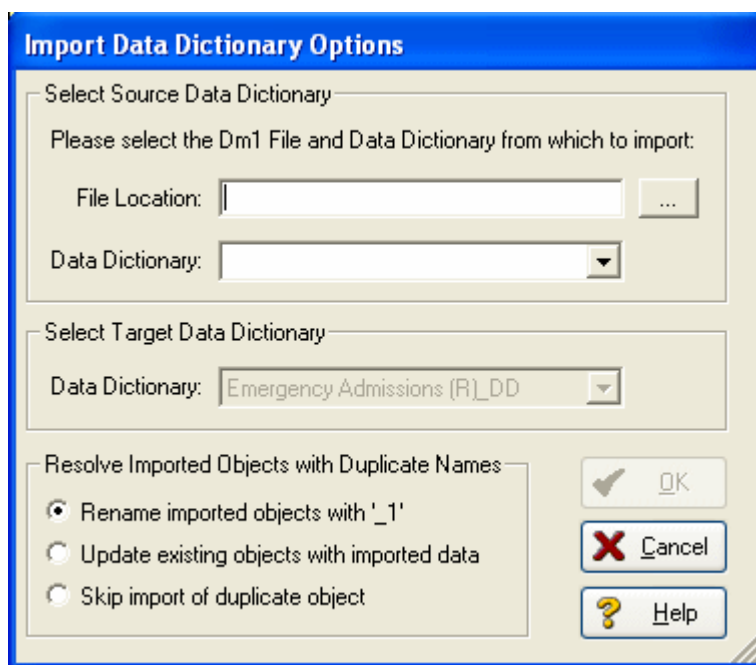 Import Data Dictionary Options
Select Source Data Dictionary
Please select the Dm1 File and Data Dictionary from which to import:
File Location:
...
Data Dictionary:
Select Target Data Dictionary
Data Dictionary: Emergency Admissions (R)_DD
Resolve Imported Objects with Duplicate Names
Rename imported objects with '_1'
Update existing objects with imported data
Skip import of duplicate object
OK
Cancel
Help